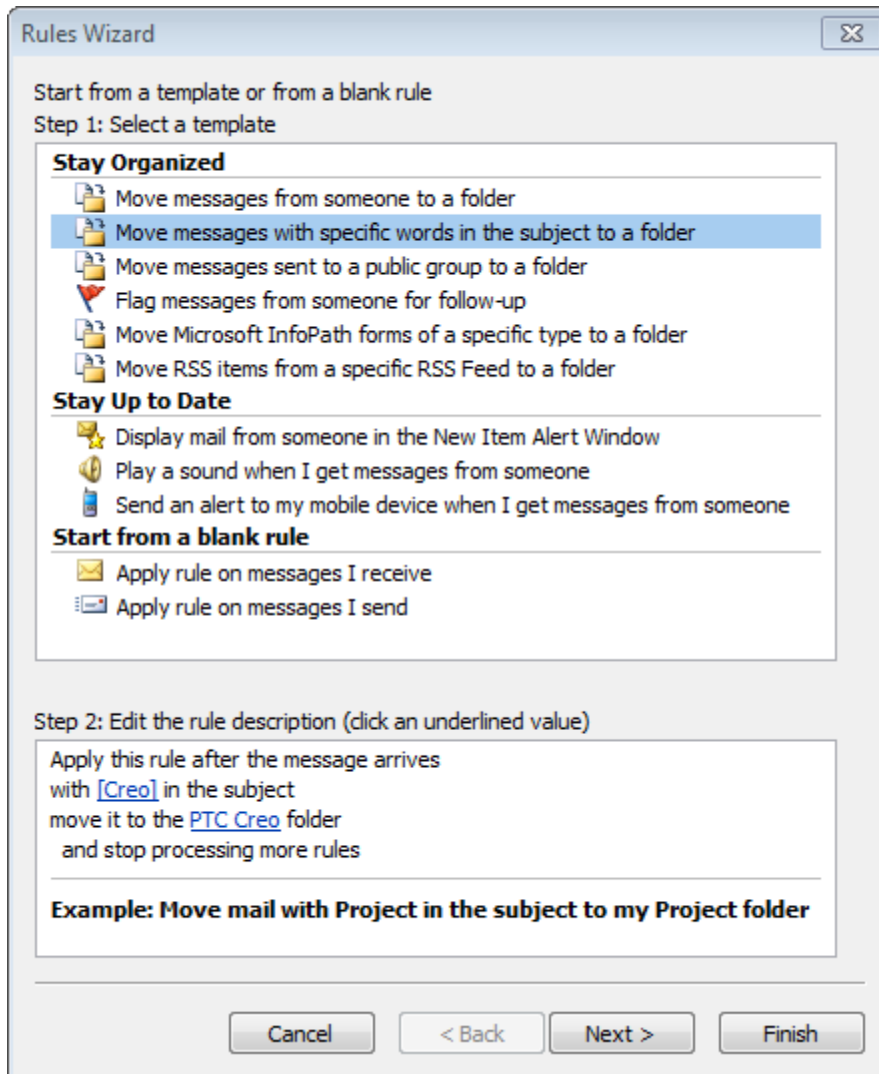 Rules Wizard
Start from a template or from a blank rule
Step 1: Select a template
Stay Organized
Move messages from someone to a folder
Move messages with specific words in the subject to a folder
Move messages sent to a public group to a folder
Flag messages from someone for follow-up
Move Microsoft InfoPath forms of a specific type to a folder
Move RSS items from a specific RSS Feed to a folder
Stay Up to Date
Display mail from someone in the New Item Alert Window
Play a sound when I get messages from someone
Send an alert to my mobile device when I get messages from someone
Start from a blank rule
Apply rule on messages I receive
Apply rule on messages I send
Step 2: Edit the rule description (click an underlined value)
Apply this rule after the message arrives
with [Creo] in the subject
move it to the PTC Creo folder
and stop processing more rules
Example: Move mail with Project in the subject to my Project folder
Cancel < Back Next > Finish